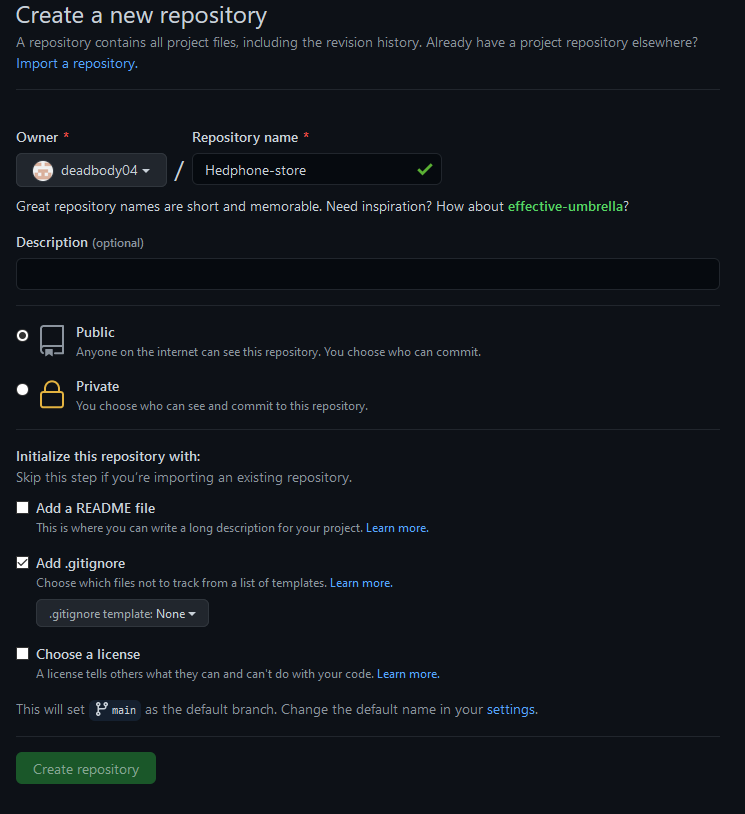 Create a new repository
A repository contains all project files, including the revision history. Already have a project repository elsewhere?
Import a repository.
Owner * Repository name *
deadbody04 / Hedphone-store
Great repository names are short and memorable. Need inspiration? How about effective-umbrella?
Description (optional)
Public
Anyone on the internet can see this repository. You choose who can commit.
Private
You choose who can see and commit to this repository.
Initialize this repository with:
Skip this step if you're importing an existing repository.
Add a README file
This is where you can write a long description for your project. Learn more.
Add .gitignore
Choose which files not to track from a list of templates. Learn more.
.gitignore template: None
Choose a license
A license tells others what they can and can't do with your code. Learn more.
This will set main as the default branch. Change the default name in your settings.
Create repository